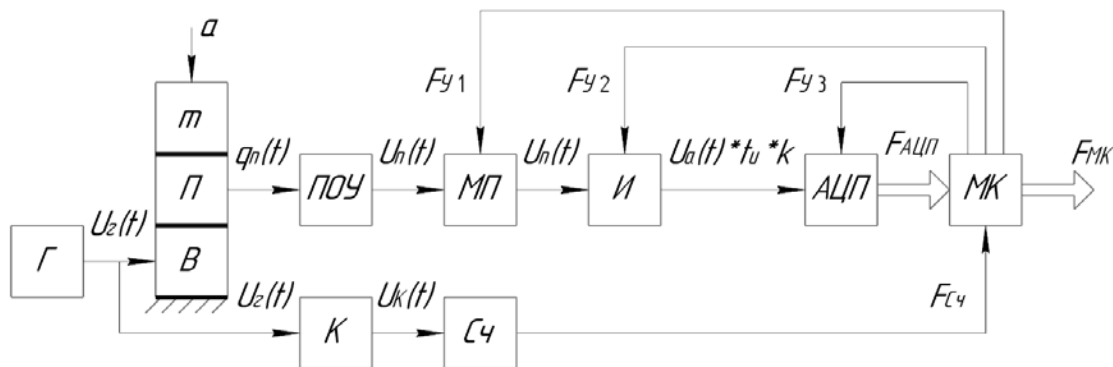 a
Fу1
Fу2
Fу3
m
qп(t)
Uп(t)
Uп(t)
Uа(t)*tи*k
FАЦП
FМК
П
ПОУ
МП
И
АЦП
МК
Uг(t)
Г
В
Uг(t)
UК(t)
FСч
К
Сч